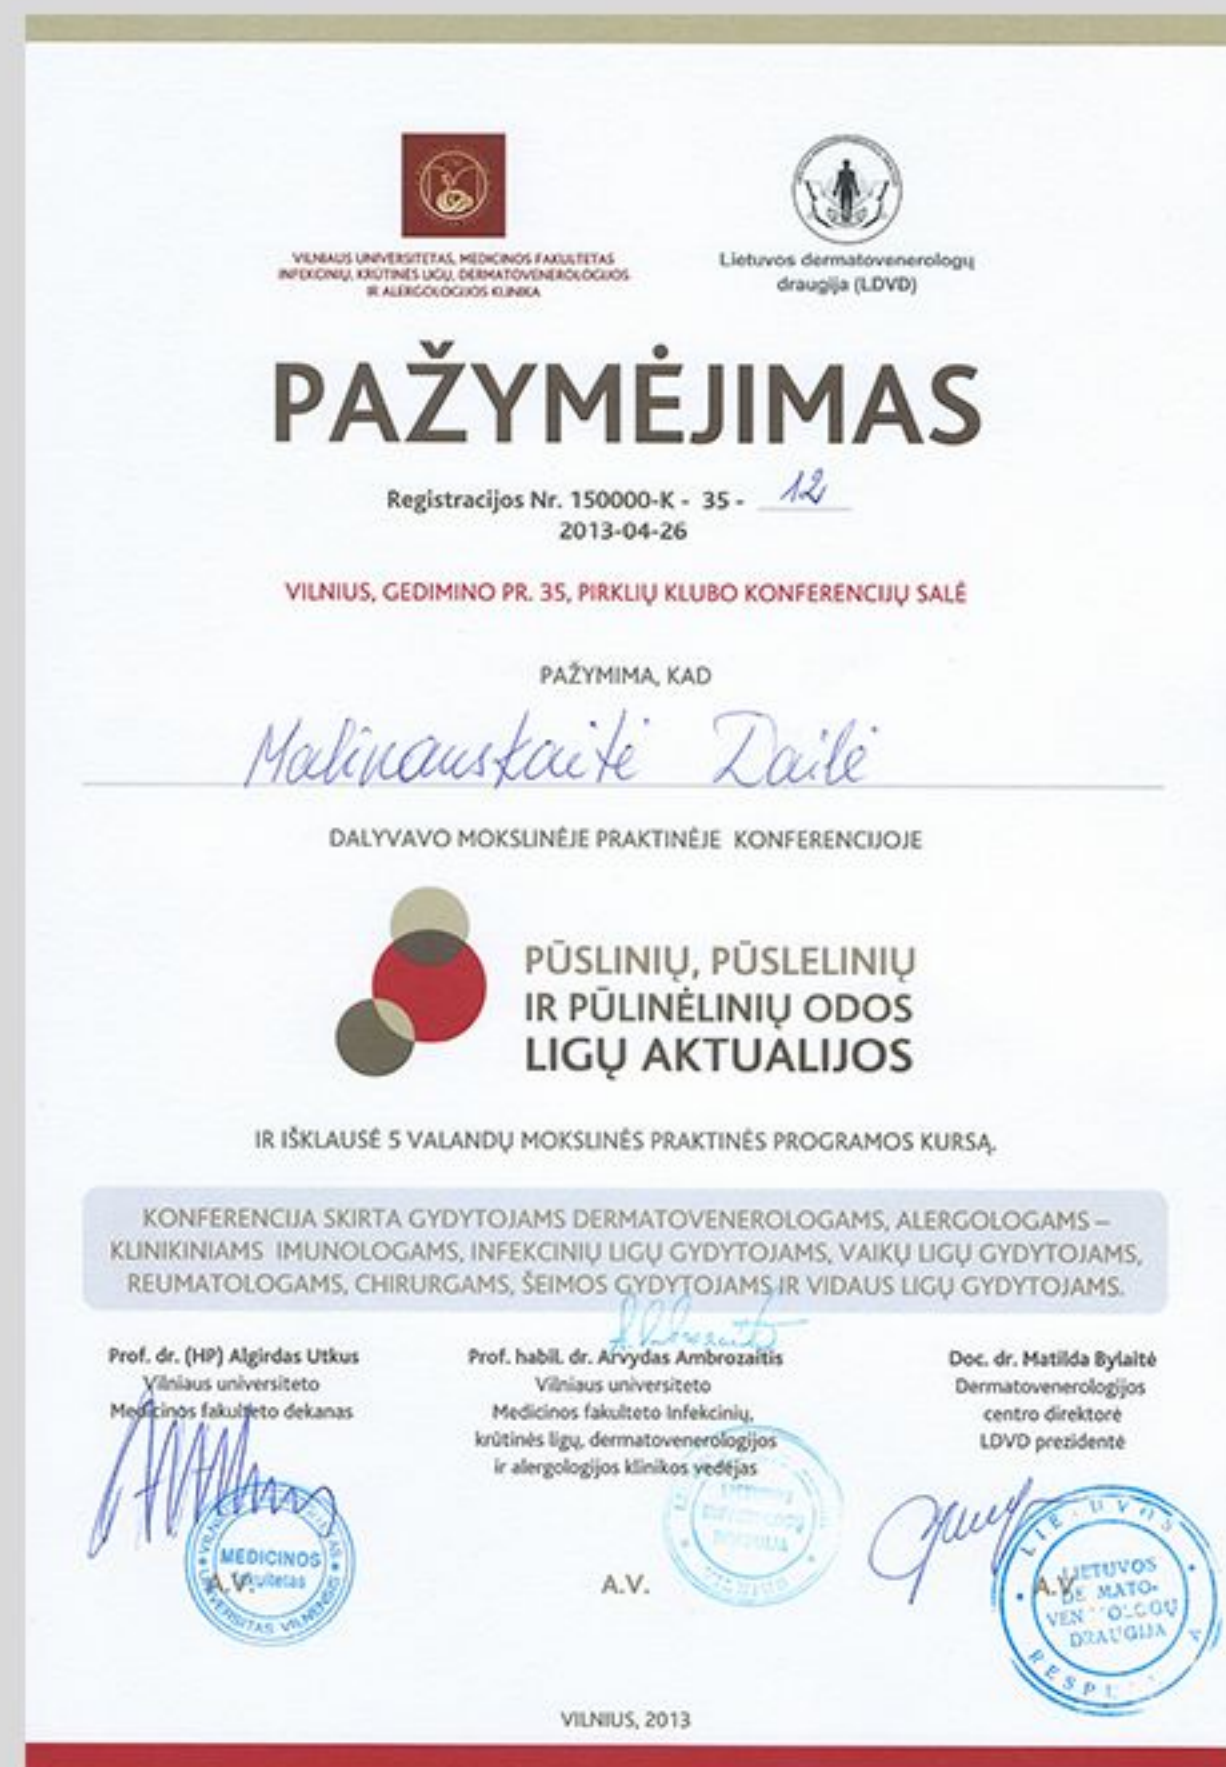 VILNIAUS UNIVERSITETAS, MEDICINOS FAKULTETAS
INFEKCINIŲ, KRŪTINĖS LIGŲ, DERMATOVENEROLOGIJOS
IR ALERGOLOGIJOS KLINIKA
Lietuvos dermatovenerologų
draugija (LDVD)
PAŽYMĖJIMAS
Registracijos Nr. 150000-K - 35 - 12
2013-04-26
VILNIUS, GEDIMINO PR. 35, PIRKLIŲ KLUBO KONFERENCIJŲ SALĖ
PAŽYMIMA, KAD
Malinauskaitė Dailė
DALYVAVO MOKSLINĖJE PRAKTINĖJE KONFERENCIJOJE
PŪSLINIŲ, PŪSLELINIŲ
IR PŪLINĖLINIŲ ODOS
LIGŲ AKTUALIJOS
IR IŠKLAUSĖ 5 VALANDŲ MOKSLINĖS PRAKTINĖS PROGRAMOS KURSĄ.
KONFERENCIJA SKIRTA GYDYTOJAMS DERMATOVENEROLOGAMS, ALERGOLOGAMS –
KLINIKINIAMS IMUNOLOGAMS, INFEKCINIŲ LIGŲ GYDYTOJAMS, VAIKŲ LIGŲ GYDYTOJAMS,
REUMATOLOGAMS, CHIRURGAMS, ŠEIMOS GYDYTOJAMS IR VIDAUS LIGŲ GYDYTOJAMS.
Prof. dr. (HP) Algirdas Utkus
Vilniaus universiteto
Medicinos fakulteto dekanas
Prof. habil. dr. Arvydas Ambrozaitis
Vilniaus universiteto
Medicinos fakulteto Infekcinių,
krūtinės ligų, dermatovenerologijos
ir alergologijos klinikos vedėjas
Doc. dr. Matilda Bylaitė
Dermatovenerologijos
centro direktorė
LDVD prezidentė
MEDICINOS
fakultetas
UNIVERSITAS VILNENSIS
A.V.
A.V.
A.V.
LIETUVOS
DRAUGIJA
VILNIUS, 2013